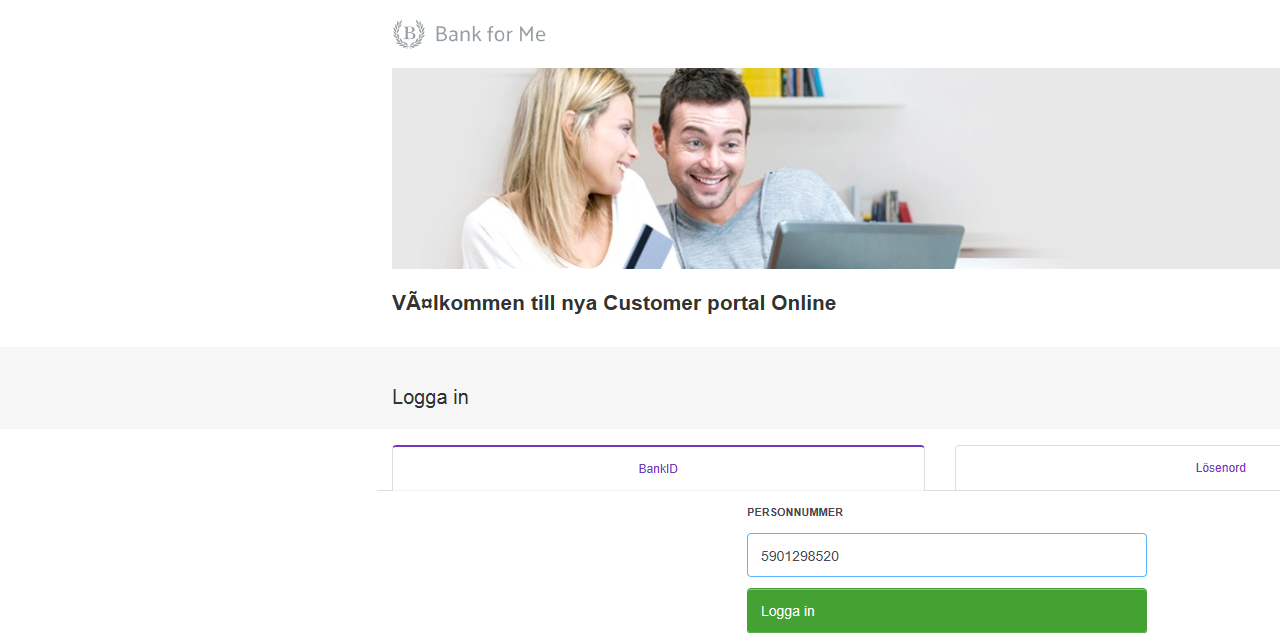 B Bank for Me
VÃ¤lkommen till nya Customer portal Online
Logga in
BankID
Lösenord
PERSONNUMMER
5901298520
Logga in